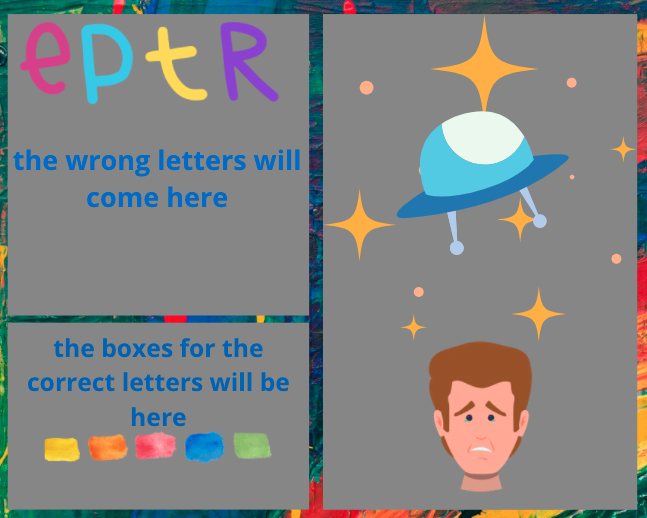 eptR
the wrong letters will
come here
the boxes for the
correct letters will be
here